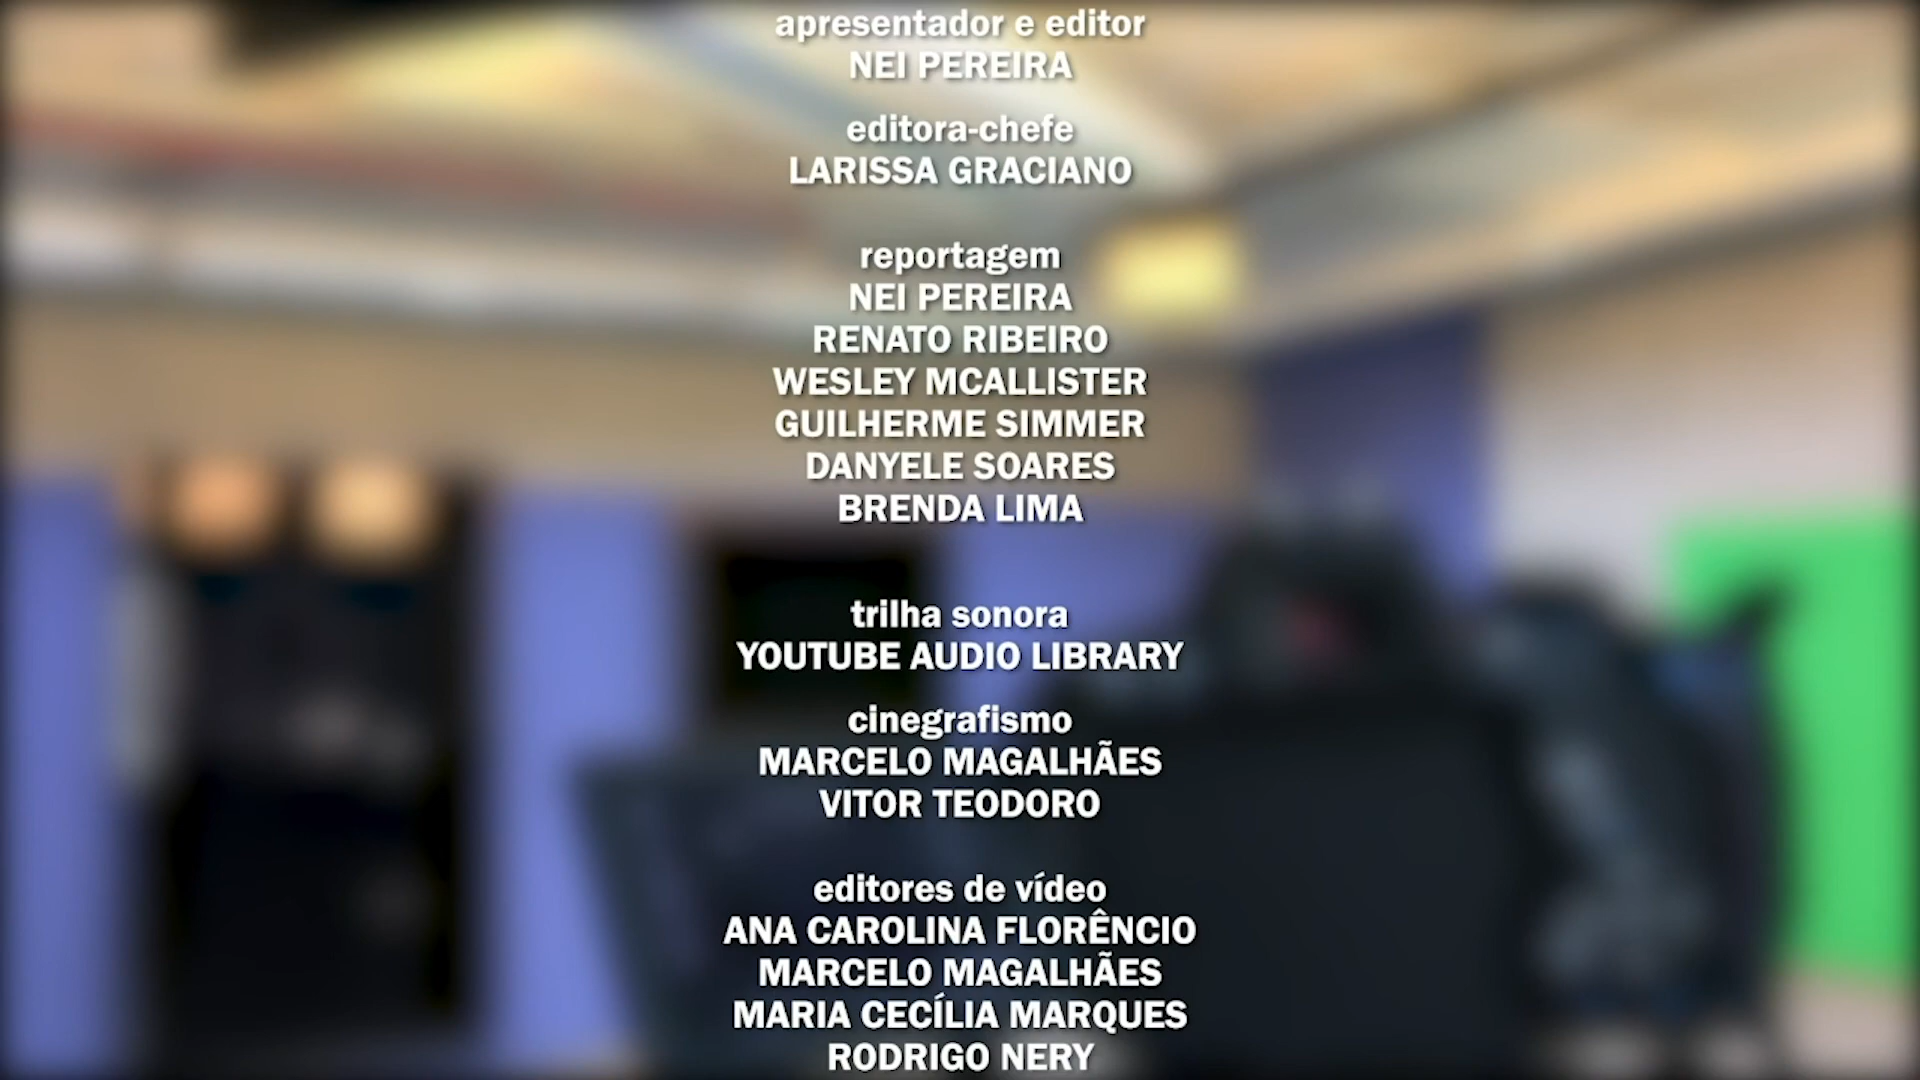 apresentador e editor
NEI PEREIRA
editora-chefe
LARISSA GRACIANO
reportagem
NEI PEREIRA
RENATO RIBEIRO
WESLEY MCALLISTER
GUILHERME SIMMER
DANYELE SOARES
BRENDA LIMA
trilha sonora
YOUTUBE AUDIO LIBRARY
cinegrafismo
MARCELO MAGALHÃES
VITOR TEODORO
editores de vídeo
ANA CAROLINA FLORÊNCIO
MARCELO MAGALHÃES
MARIA CECÍLIA MARQUES
RODRIGO NERY